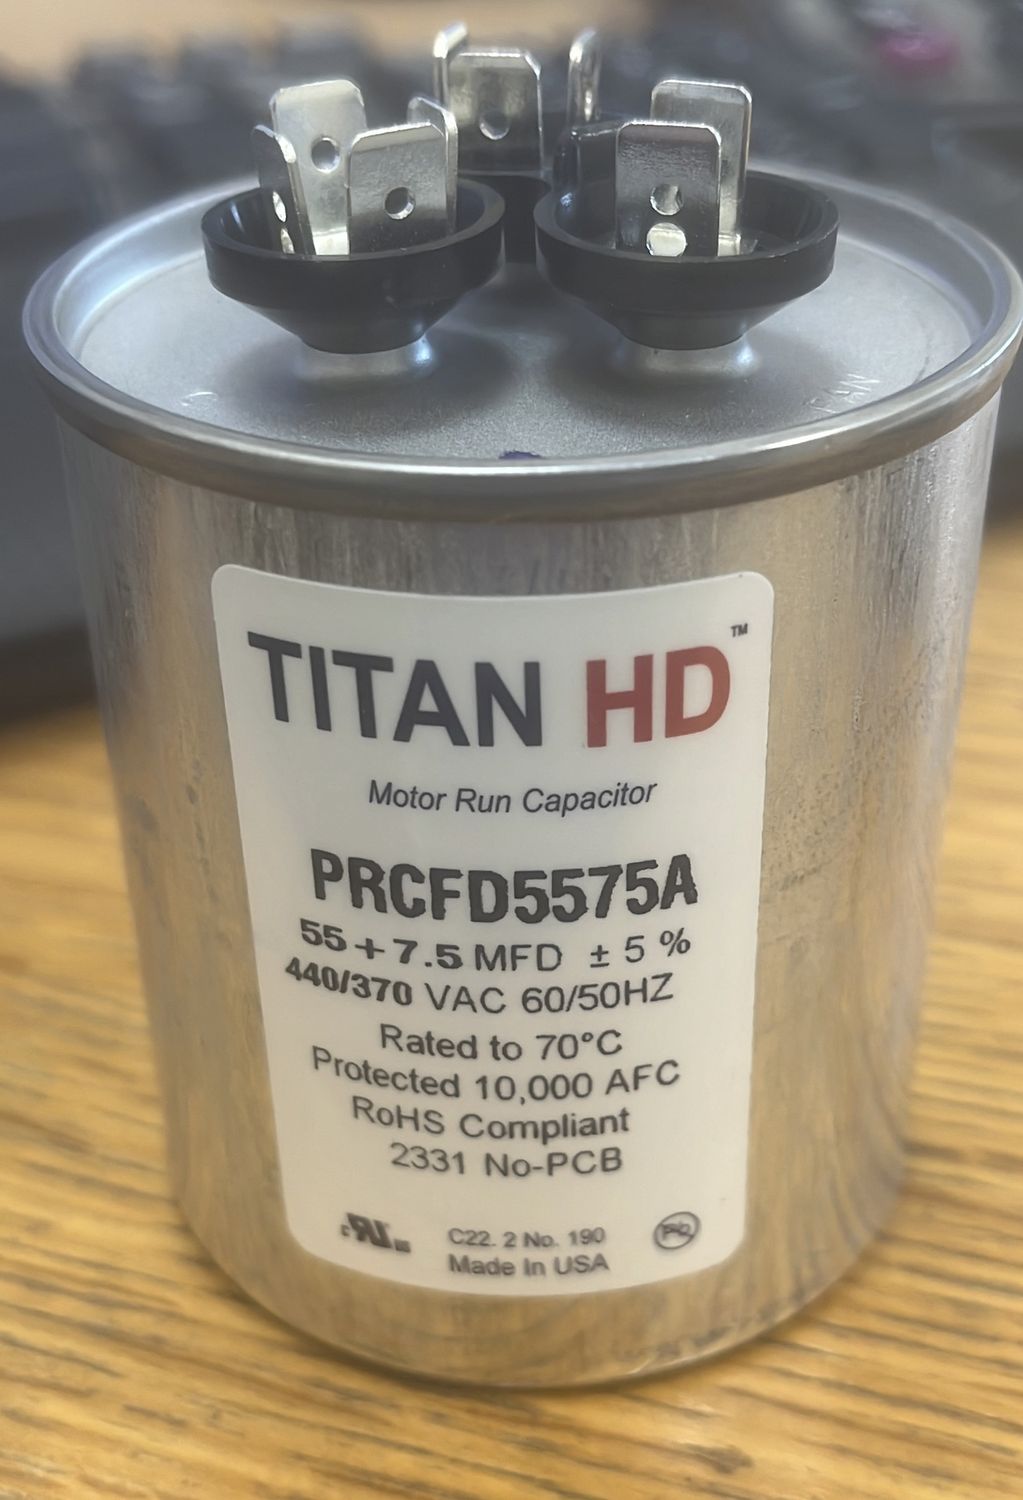 TITAN HD™
Motor Run Capacitor
PRCFD5575A
55+7.5 MFD ± 5 %
440/370 VAC 60/50HZ
Rated to 70°C
Protected 10,000 AFC
RoHS Compliant
2331 No-PCB
C22. 2 No. 190
Made In USA